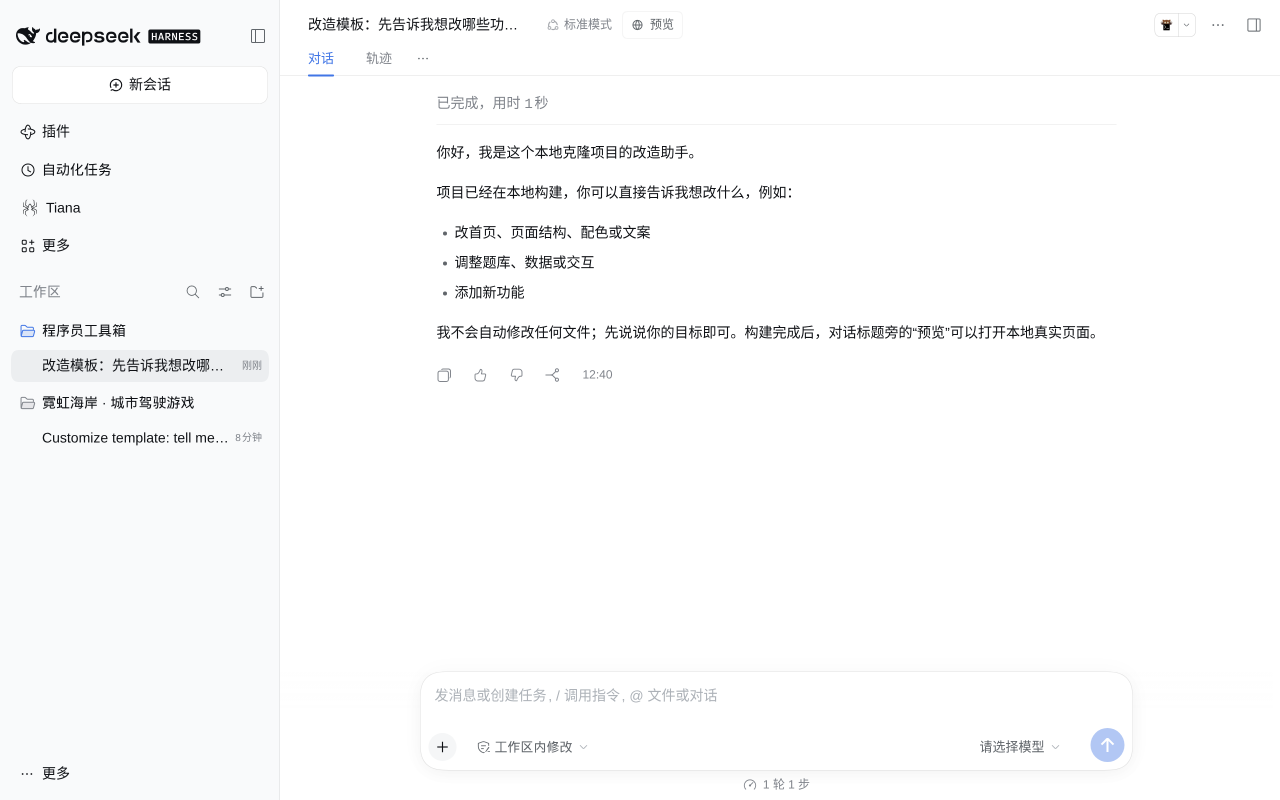 deepseek HARNESS
新会话
插件
自动化任务
Tiana
更多
工作区
程序员工具箱
改造模板：先告诉我想改哪… 刚刚
霓虹海岸 · 城市驾驶游戏
Customize template: tell me… 8分钟
更多
改造模板：先告诉我想改哪些功… 标准模式 预览
对话 轨迹
已完成，用时 1秒
你好，我是这个本地克隆项目的改造助手。
项目已经在本地构建，你可以直接告诉我想改什么，例如：
• 改首页、页面结构、配色或文案
• 调整题库、数据或交互
• 添加新功能
我不会自动修改任何文件；先说说你的目标即可。构建完成后，对话标题旁的“预览”可以打开本地真实页面。
12:40
发消息或创建任务, / 调用指令, @ 文件或对话
工作区内修改 请选择模型
1 轮 1 步